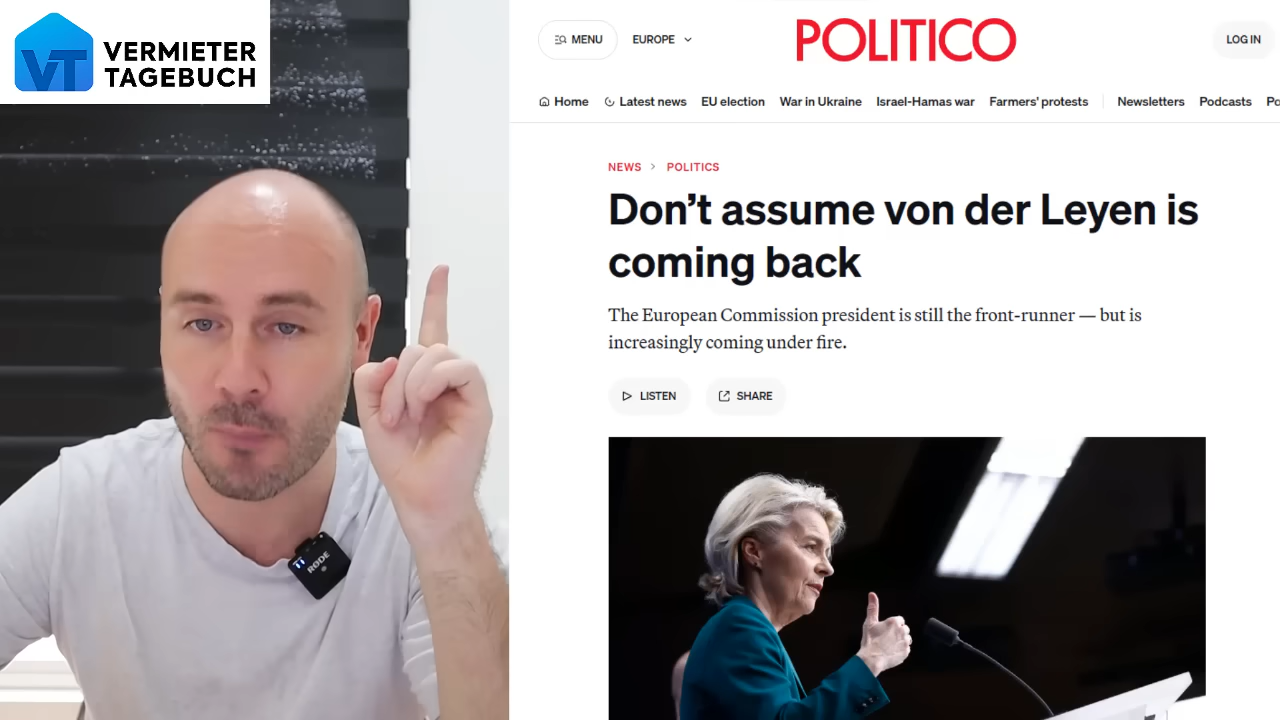 VT
VERMIETER
TAGEBUCH
RØDE
MENU
EUROPE
POLITICO
LOG IN
Home
Latest news
EU election
War in Ukraine
Israel-Hamas war
Farmers' protests
Newsletters
Podcasts
Po
NEWS > POLITICS
Don’t assume von der Leyen is
coming back
The European Commission president is still the front-runner — but is
increasingly coming under fire.
LISTEN
SHARE